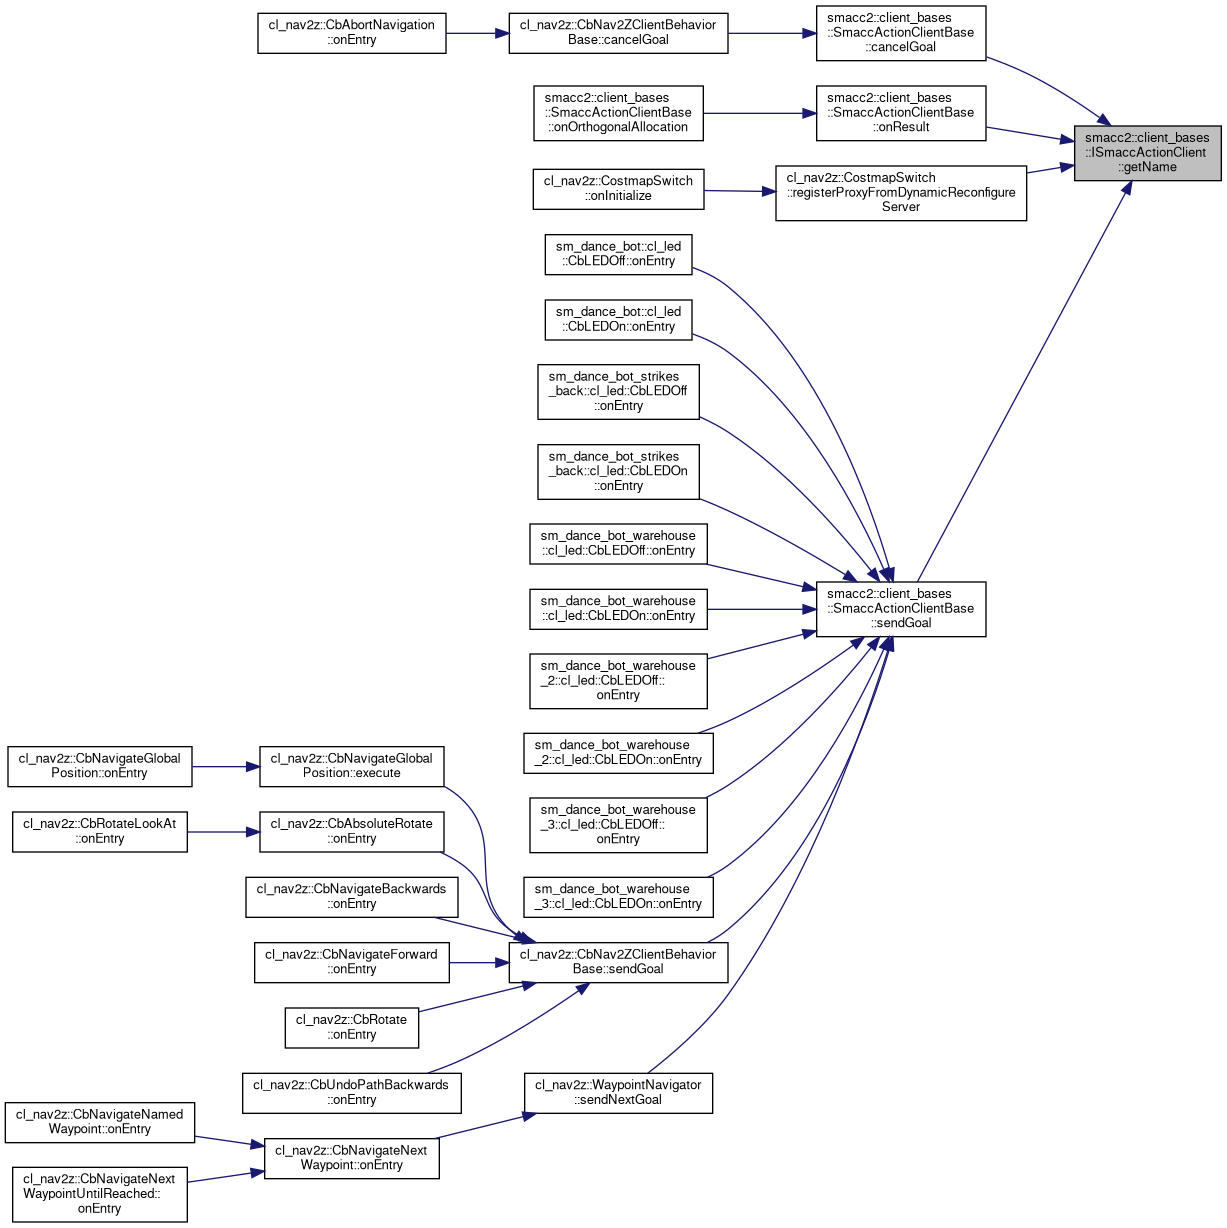 cl_nav2z::CbAbortNavigation
::onEntry
cl_nav2z::CbNav2ZClientBehavior
Base::cancelGoal
smacc2::client_bases
::SmaccActionClientBase
::cancelGoal
smacc2::client_bases
::SmaccActionClientBase
::onOrthogonalAllocation
smacc2::client_bases
::SmaccActionClientBase
::onResult
smacc2::client_bases
::ISmaccActionClient
::getName
cl_nav2z::CostmapSwitch
::onInitialize
cl_nav2z::CostmapSwitch
::registerProxyFromDynamicReconfigure
Server
sm_dance_bot::cl_led
::CbLEDOff::onEntry
sm_dance_bot::cl_led
::CbLEDOn::onEntry
sm_dance_bot_strikes
_back::cl_led::CbLEDOff
::onEntry
sm_dance_bot_strikes
_back::cl_led::CbLEDOn
::onEntry
sm_dance_bot_warehouse
::cl_led::CbLEDOff::onEntry
sm_dance_bot_warehouse
::cl_led::CbLEDOn::onEntry
smacc2::client_bases
::SmaccActionClientBase
::sendGoal
sm_dance_bot_warehouse
_2::cl_led::CbLEDOff::
onEntry
sm_dance_bot_warehouse
_2::cl_led::CbLEDOn::onEntry
sm_dance_bot_warehouse
_3::cl_led::CbLEDOff::
onEntry
sm_dance_bot_warehouse
_3::cl_led::CbLEDOn::onEntry
cl_nav2z::CbNavigateGlobal
Position::onEntry
cl_nav2z::CbNavigateGlobal
Position::execute
cl_nav2z::CbRotateLookAt
::onEntry
cl_nav2z::CbAbsoluteRotate
::onEntry
cl_nav2z::CbNavigateBackwards
::onEntry
cl_nav2z::CbNavigateForward
::onEntry
cl_nav2z::CbNav2ZClientBehavior
Base::sendGoal
cl_nav2z::CbRotate
::onEntry
cl_nav2z::CbUndoPathBackwards
::onEntry
cl_nav2z::WaypointNavigator
::sendNextGoal
cl_nav2z::CbNavigateNamed
Waypoint::onEntry
cl_nav2z::CbNavigateNext
Waypoint::onEntry
cl_nav2z::CbNavigateNext
WaypointUntilReached::
onEntry